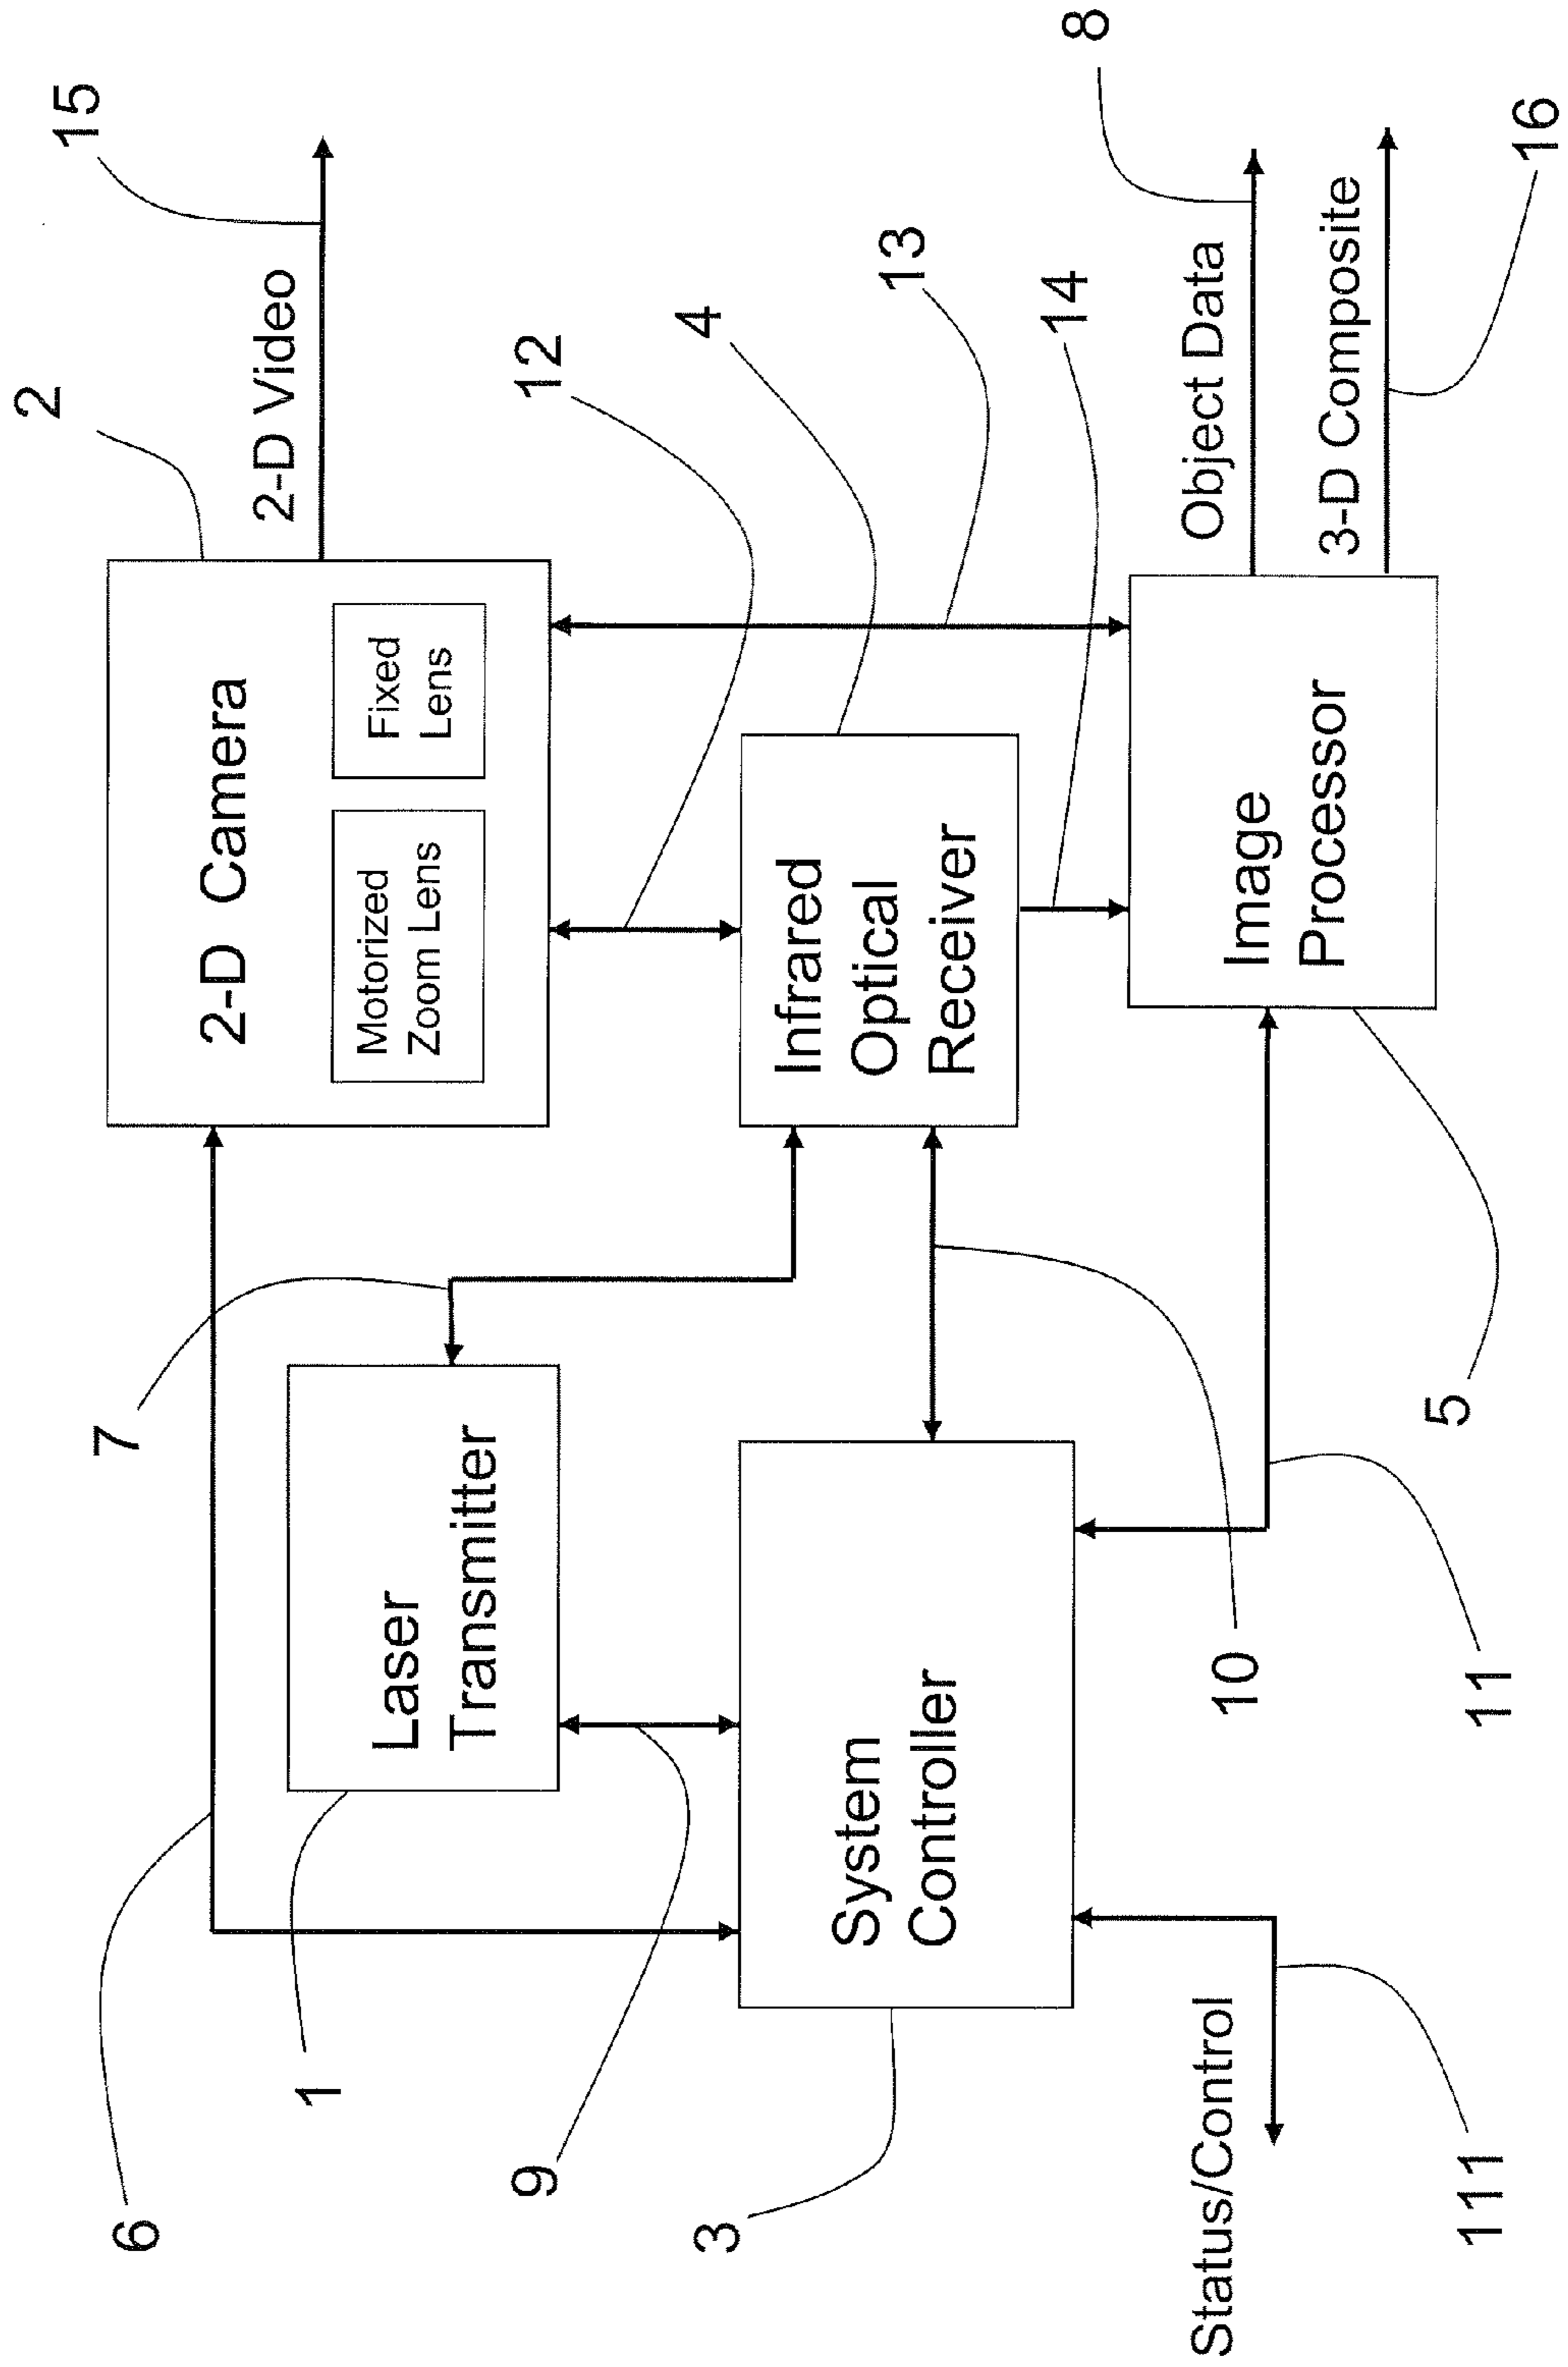 2
15
2-D Video
2-D Camera
Motorized
Zoom Lens
Fixed
Lens
12
4
13
14
8
7
Laser
Transmitter
Infrared
Optical
Receiver
Object Data
3-D Composite
16
6
1
9
System
Controller
Image
Processor
3
10
11
5
Status/Control
111